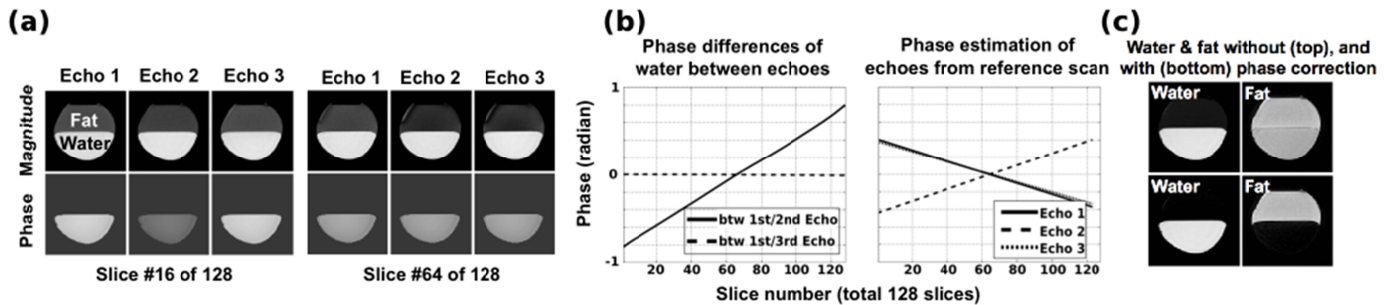 (a)
Echo 1 Echo 2 Echo 3
Echo 1 Echo 2 Echo 3
Magnitude
Fat
Water
Phase
Slice #16 of 128
Slice #64 of 128
(b)
Phase differences of
water between echoes
Phase estimation of
echoes from reference scan
Phase (radian)
1
0
-1
btw 1st/2nd Echo
btw 1st/3rd Echo
20 40 60 80 100 120
Echo 1
Echo 2
Echo 3
20 40 60 80 100 120
Slice number (total 128 slices)
(c)
Water & fat without (top), and
with (bottom) phase correction
Water Fat
Water Fat